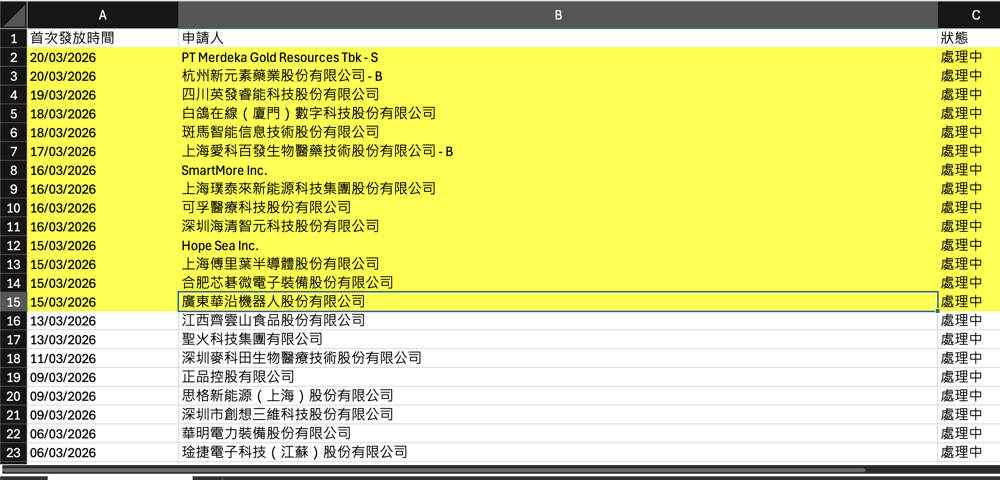 A B C
1 首次發放時間 申請人 狀態
2 20/03/2026 PT Merdeka Gold Resources Tbk - S 處理中
3 20/03/2026 杭州新元素藥業股份有限公司 - B 處理中
4 19/03/2026 四川英發睿能科技股份有限公司 處理中
5 18/03/2026 白鴿在線（廈門）數字科技股份有限公司 處理中
6 18/03/2026 斑馬智能信息技術股份有限公司 處理中
7 17/03/2026 上海愛科百發生物醫藥技術股份有限公司 - B 處理中
8 16/03/2026 SmartMore Inc. 處理中
9 16/03/2026 上海璞泰來新能源科技集團股份有限公司 處理中
10 16/03/2026 可孚醫療科技股份有限公司 處理中
11 16/03/2026 深圳海清智元科技股份有限公司 處理中
12 15/03/2026 Hope Sea Inc. 處理中
13 15/03/2026 上海傅里葉半導體股份有限公司 處理中
14 15/03/2026 合肥芯碁微電子裝備股份有限公司 處理中
15 15/03/2026 廣東華沿機器人股份有限公司 處理中
16 13/03/2026 江西齊雲山食品股份有限公司 處理中
17 13/03/2026 聖火科技集團有限公司 處理中
18 11/03/2026 深圳麥科田生物醫療技術股份有限公司 處理中
19 09/03/2026 正品控股有限公司 處理中
20 09/03/2026 思格新能源（上海）股份有限公司 處理中
21 09/03/2026 深圳市創想三維科技股份有限公司 處理中
22 06/03/2026 華明電力裝備股份有限公司 處理中
23 06/03/2026 琻捷電子科技（江蘇）股份有限公司 處理中